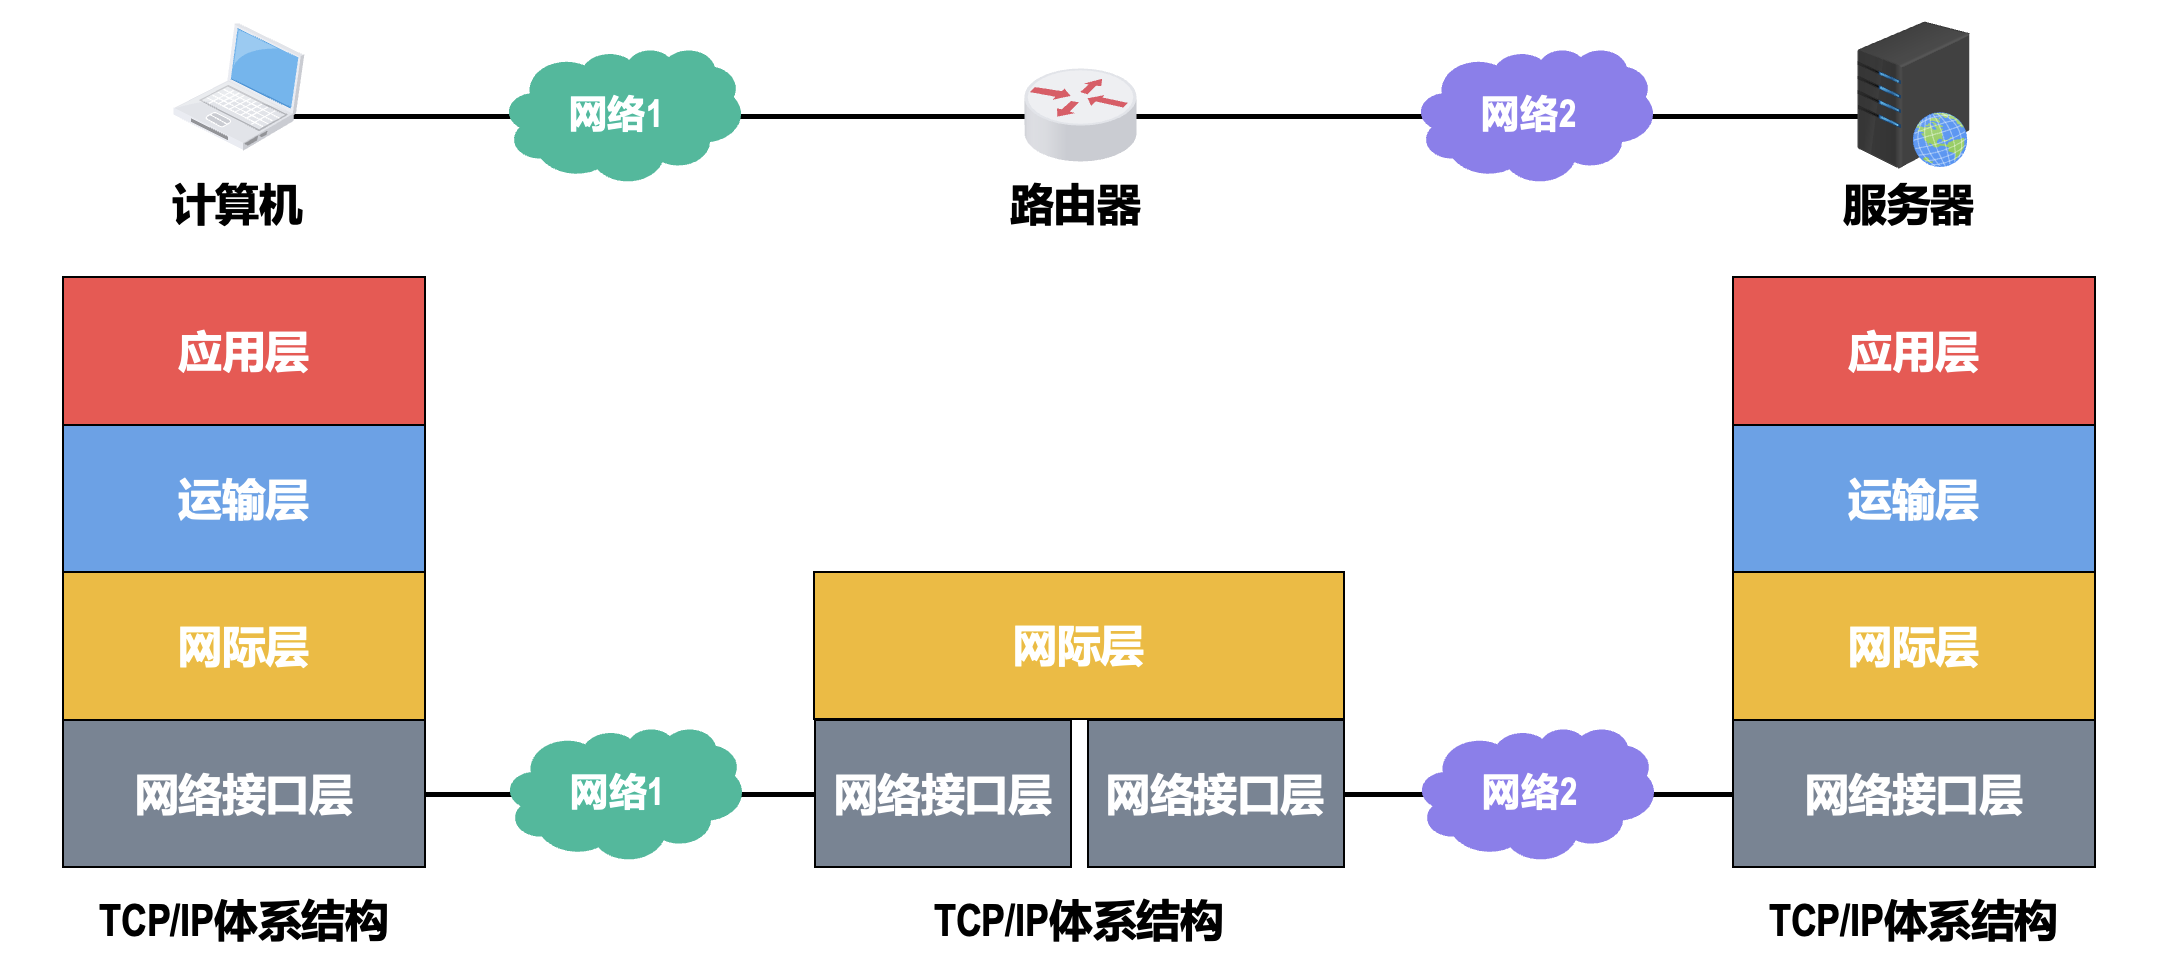 网络1
网络2
计算机
路由器
服务器
应用层
应用层
运输层
运输层
网际层
网际层
网际层
网络接口层
网络1
网络接口层
网络接口层
网络2
网络接口层
TCP/IP体系结构
TCP/IP体系结构
TCP/IP体系结构